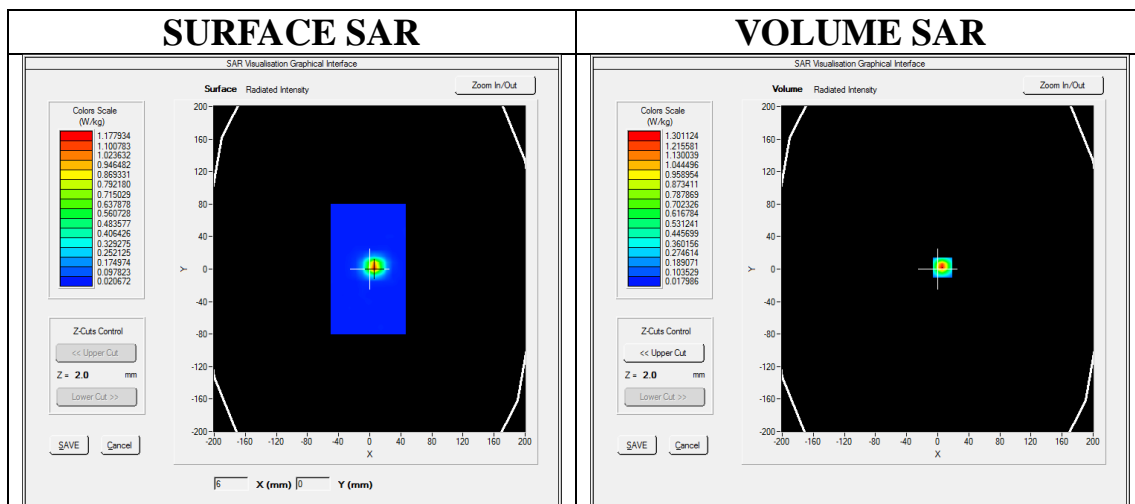 SURFACE SAR
SAR Visualisation Graphical Interface
Surface Radiated Intensity
Zoom In/Out
Colors Scale
(W/kg)
1.177934
1.100783
1.023632
0.946482
0.869331
0.792180
0.715029
0.637878
0.560728
0.483577
0.406426
0.329275
0.252125
0.174974
0.097823
0.020672
Z-Cuts Control
<< Upper Cut
Z = 2.0 mm
Lower Cut >>
SAVE Cancel
200
160
120
80
40
0
-40
-80
-120
-160
-200
Y
-200 -160 -120 -80 -40 0 40 80 120 160 200
X
6 X (mm) 0 Y (mm)
VOLUME SAR
SAR Visualisation Graphical Interface
Volume Radiated Intensity
Zoom In/Out
Colors Scale
(W/kg)
1.301124
1.215581
1.130039
1.044496
0.958954
0.873411
0.787869
0.702326
0.616784
0.531241
0.445699
0.360156
0.274614
0.189071
0.103529
0.017986
Z-Cuts Control
<< Upper Cut
Z = 2.0 mm
Lower Cut >>
SAVE Cancel
200
160
120
80
40
0
-40
-80
-120
-160
-200
Y
-200 -160 -120 -80 -40 0 40 80 120 160 200
X